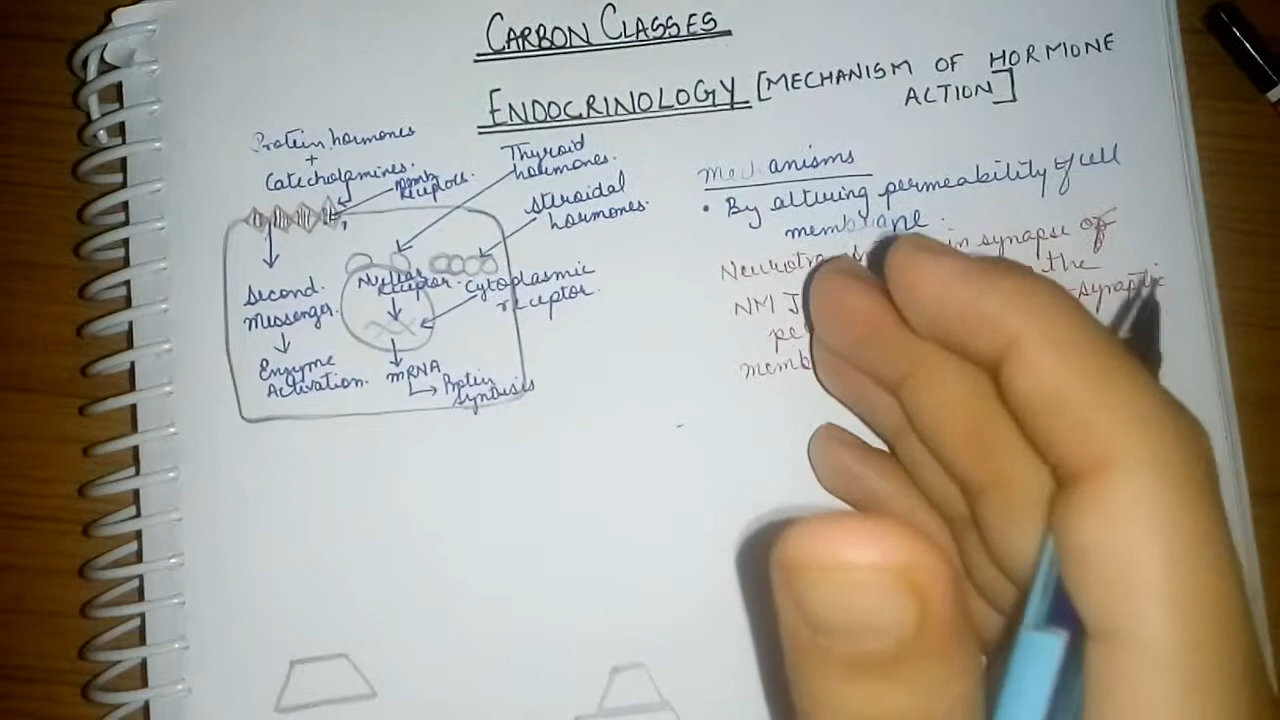 CARBON CLASSES
ENDOCRINOLOGY [MECHANISM OF HORMONE
ACTION]
Protein hormones
+
Catecholamines.
memb
receptors.
Thyroid
hormones.
steroidal
hormones.
Nuclear
Receptor.
Cytoplasmic
receptor.
Second
Messenger.
Enzyme
Activation.
mRNA
Protein
synthesis
Mechanisms
• By altering permeability of cell
membrane.
in synapse of
NMJ the
synaptic